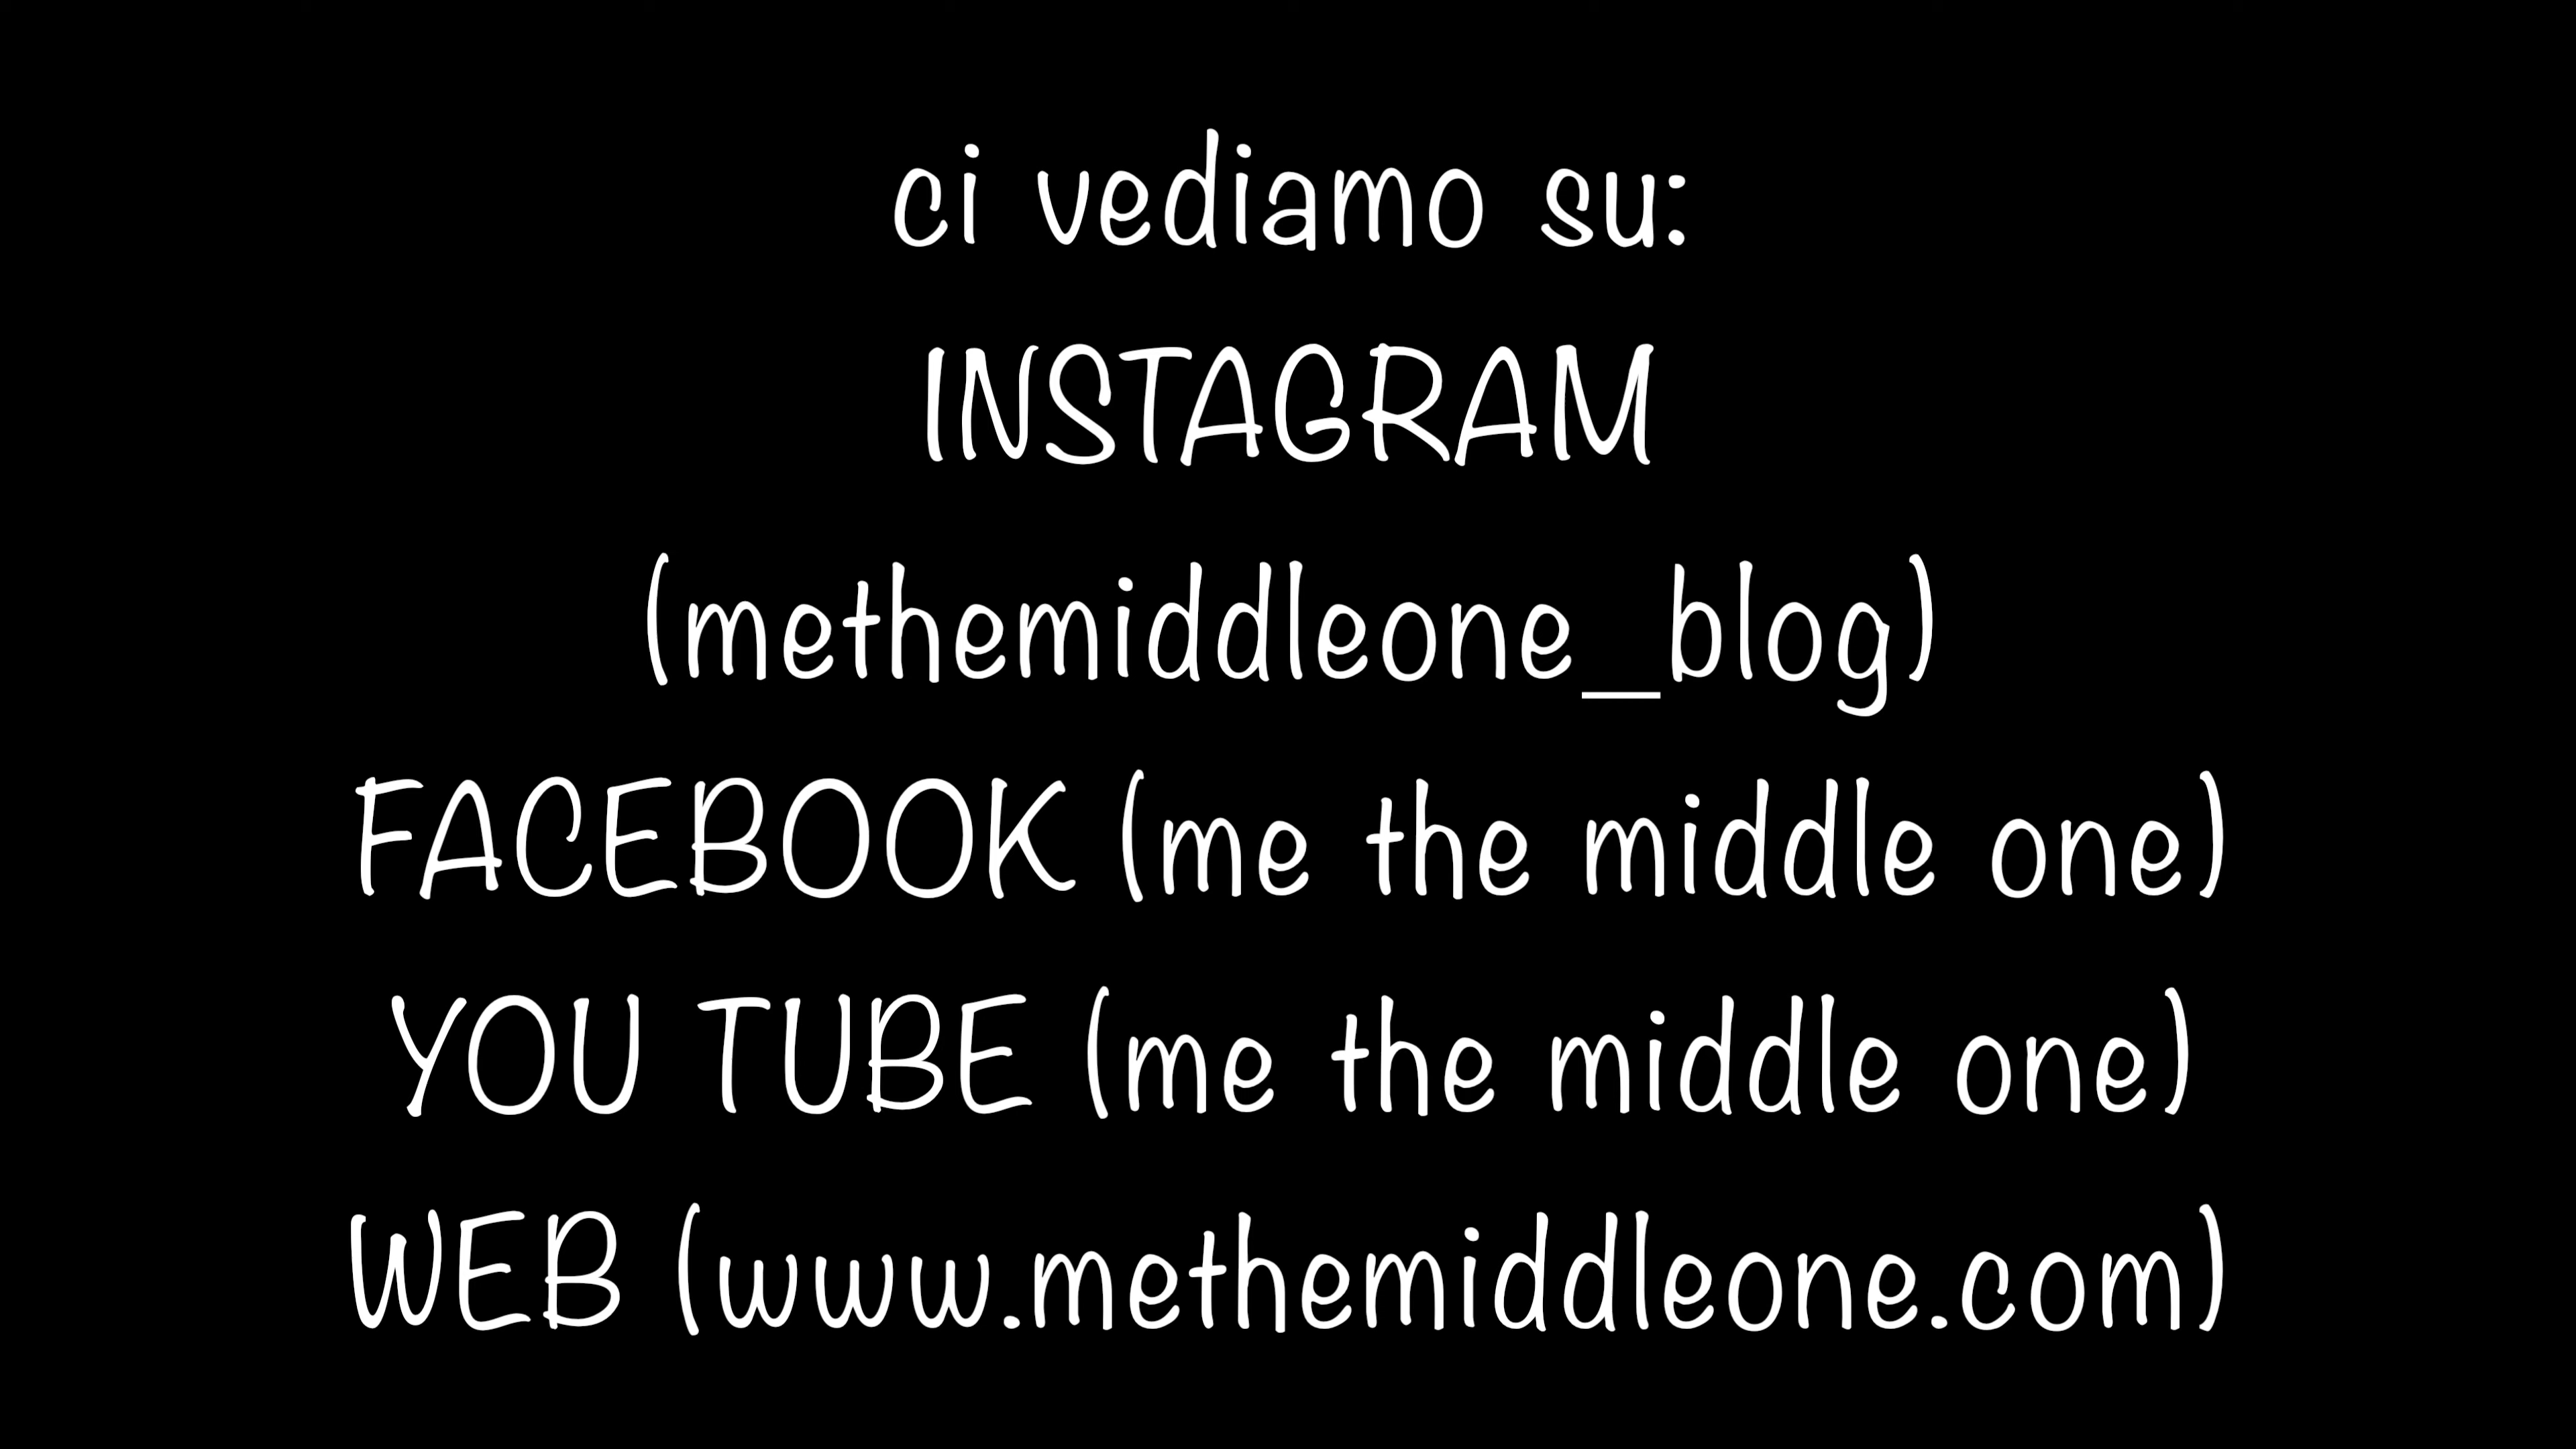 ci vediamo su:
INSTAGRAM
(methemiddleone_blog)
FACEBOOK (me the middle one)
YOU TUBE (me the middle one)
WEB (www.methemiddleone.com)